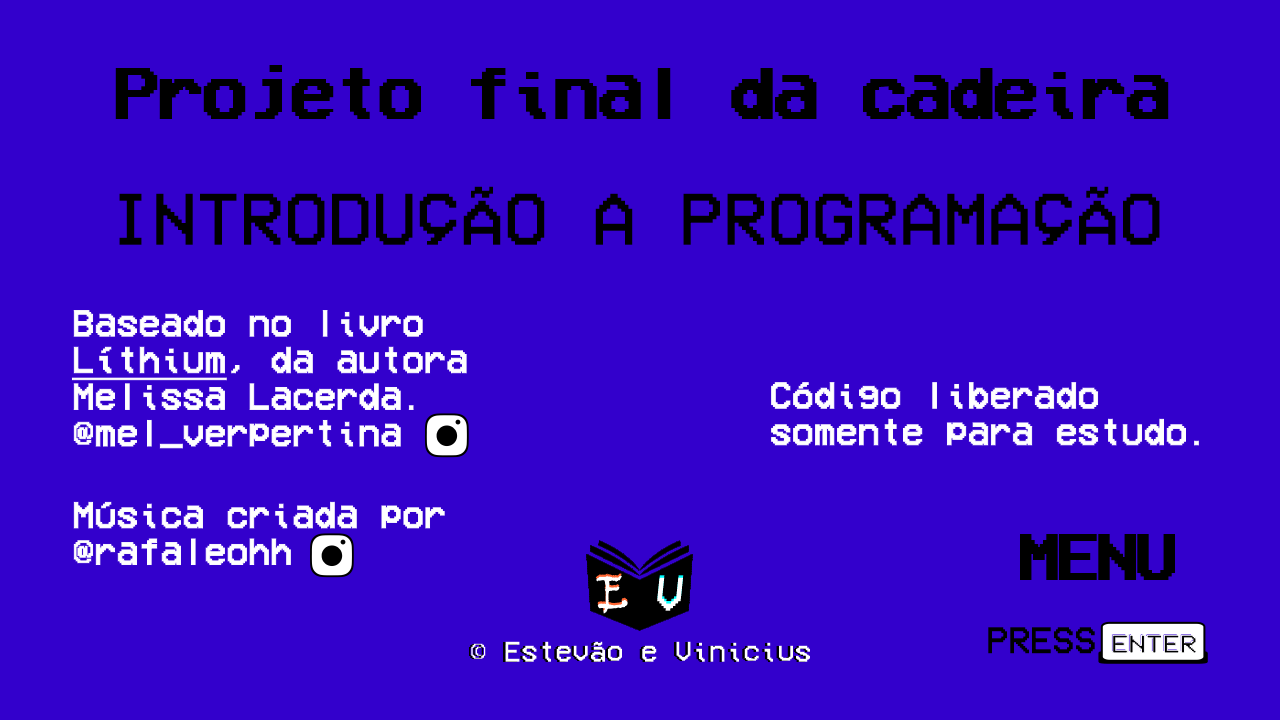 Projeto final da cadeira
INTRODUÇÃO A PROGRAMAÇÃO
Baseado no livro
Líthium, da autora
Melissa Lacerda.
@mel_verpertina
Código liberado
somente para estudo.
Música criada por
@rafaleohh
E V
© Estevão e Vinicius
MENU
PRESS ENTER